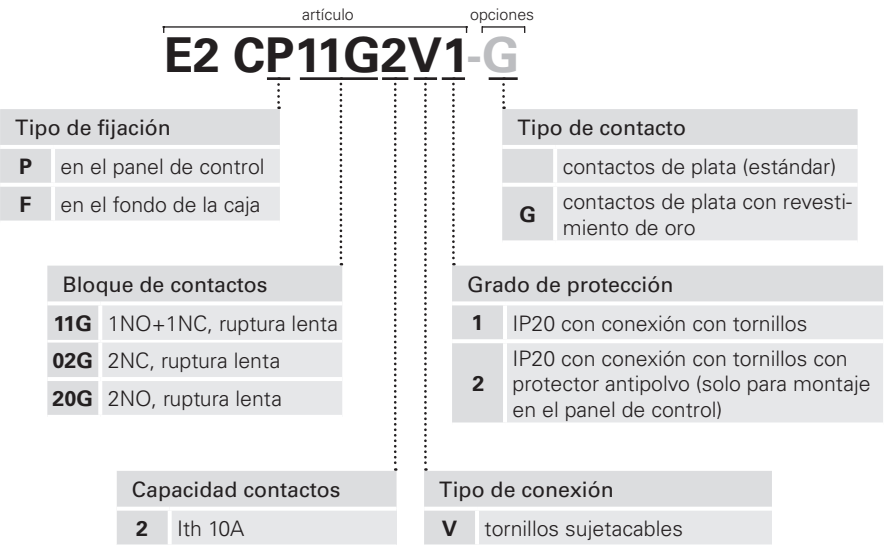 artículo
opciones
E2 CP11G2V1-G
Tipo de fijación
P en el panel de control
F en el fondo de la caja
Tipo de contacto
contactos de plata (estándar)
G contactos de plata con revesti-
miento de oro
Bloque de contactos
11G 1NO+1NC, ruptura lenta
02G 2NC, ruptura lenta
20G 2NO, ruptura lenta
Grado de protección
1 IP20 con conexión con tornillos
2 IP20 con conexión con tornillos con
protector antipolvo (solo para montaje
en el panel de control)
Capacidad contactos
2 Ith 10A
Tipo de conexión
V tornillos sujetacables